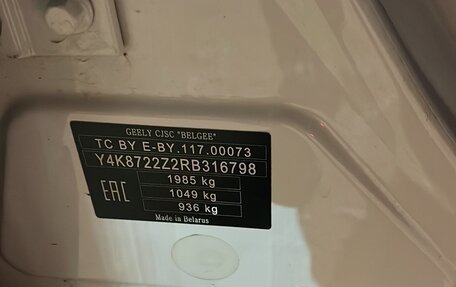 GEELY CJSC "BELGEE"
TC BY E-BY.117.00073
Y4K8722Z2RB316798
1985 kg
EAC 1049 kg
936 kg
Made in Belarus